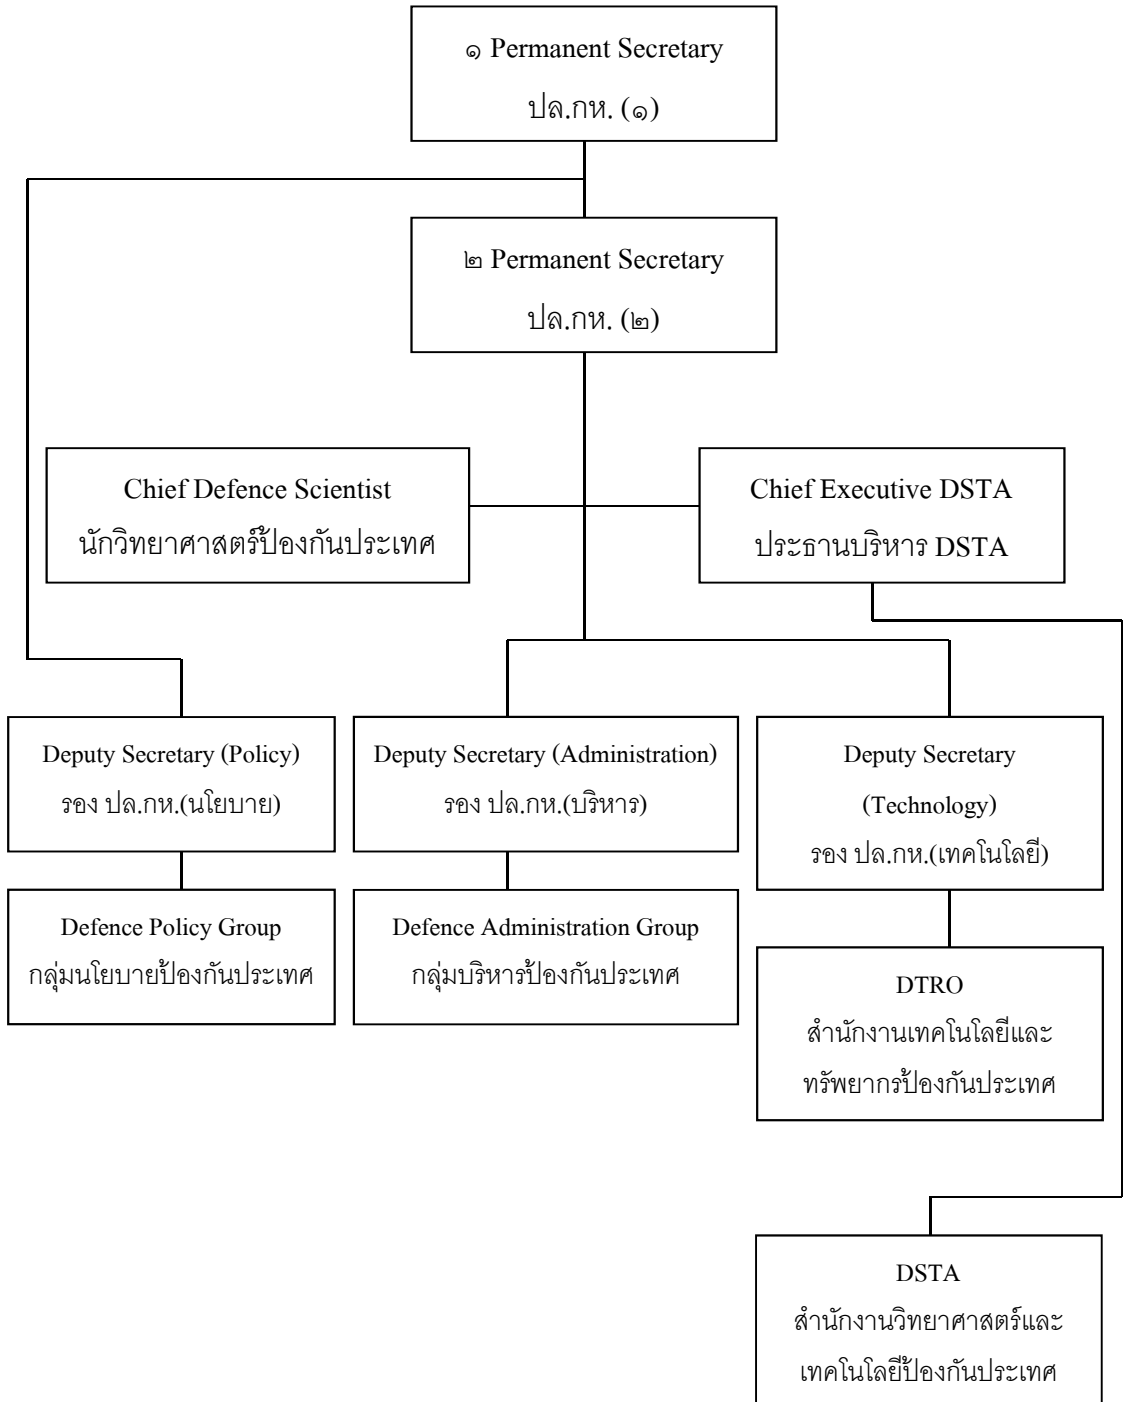 ๑ Permanent Secretary
ปล.กห. (๑)
๒ Permanent Secretary
ปล.กห. (๒)
Chief Defence Scientist
นักวิทยาศาสตร์ป้องกันประเทศ
Chief Executive DSTA
ประธานบริหาร DSTA
Deputy Secretary (Policy)
รอง ปล.กห.(นโยบาย)
Deputy Secretary (Administration)
รอง ปล.กห.(บริหาร)
Deputy Secretary
(Technology)
รอง ปล.กห.(เทคโนโลยี)
Defence Policy Group
กลุ่มนโยบายป้องกันประเทศ
Defence Administration Group
กลุ่มบริหารป้องกันประเทศ
DTRO
สำนักงานเทคโนโลยีและ
ทรัพยากรป้องกันประเทศ
DSTA
สำนักงานวิทยาศาสตร์และ
เทคโนโลยีป้องกันประเทศ